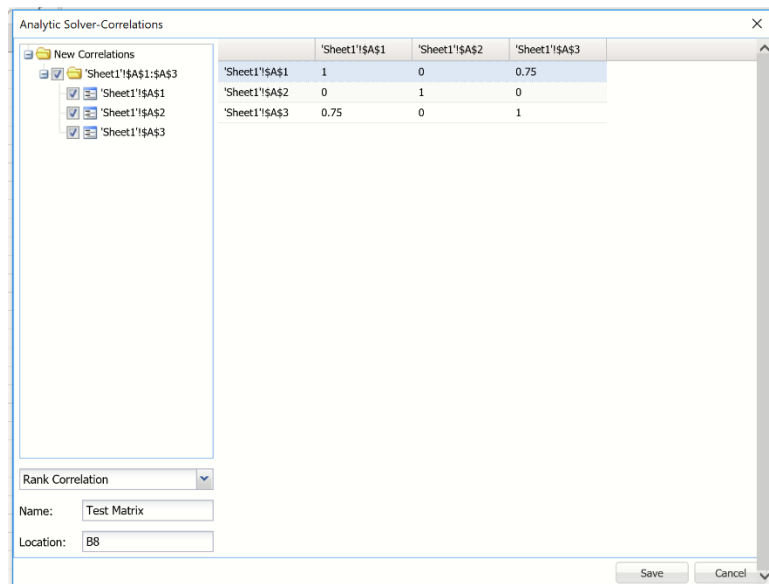 Analytic Solver-Correlations
New Correlations
'Sheet1'!$A$1:$A$3
'Sheet1'!$A$1
'Sheet1'!$A$2
'Sheet1'!$A$3
'Sheet1'!$A$1 'Sheet1'!$A$2 'Sheet1'!$A$3
'Sheet1'!$A$1 1 0 0.75
'Sheet1'!$A$2 0 1 0
'Sheet1'!$A$3 0.75 0 1
Rank Correlation
Name: Test Matrix
Location: B8
Save Cancel